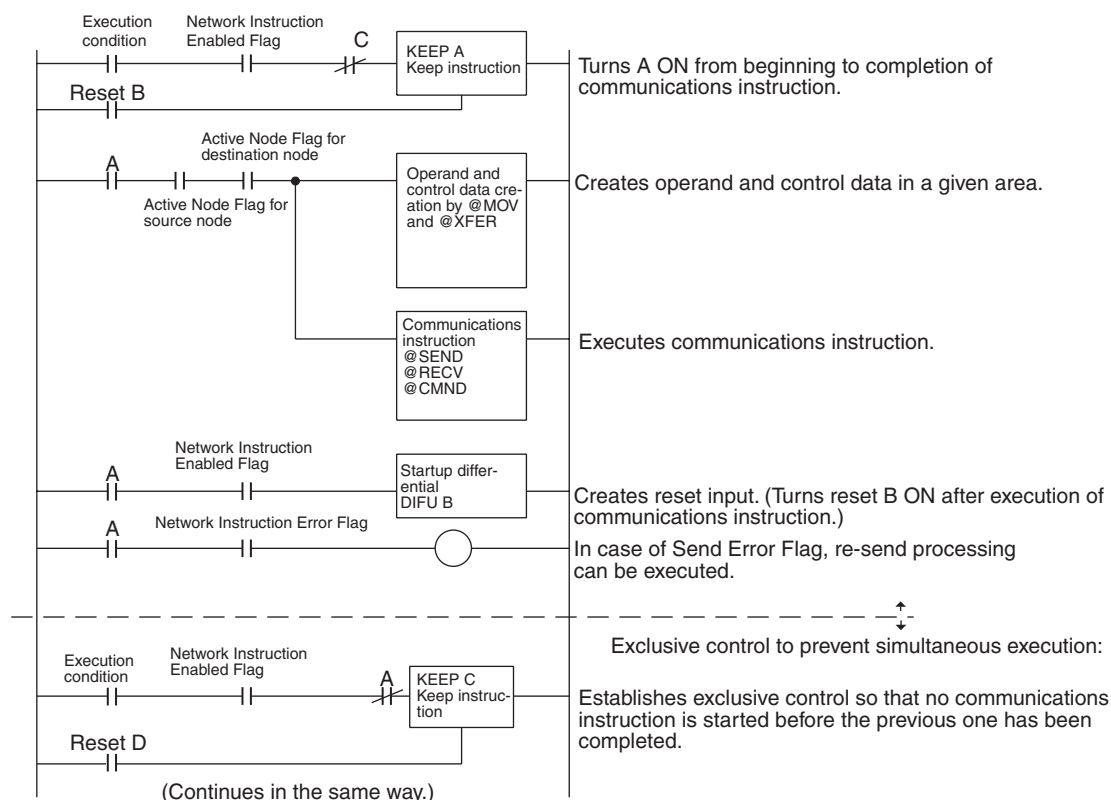 Execution
condition
Network Instruction
Enabled Flag
C
KEEP A
Keep instruction
Turns A ON from beginning to completion of
communications instruction.
Reset B
A
Active Node Flag for
destination node
Active Node Flag for
source node
Operand and
control data cre-
ation by @MOV
and @XFER
Creates operand and control data in a given area.
Communications
instruction
@SEND
@RECV
@CMND
Executes communications instruction.
A
Network Instruction
Enabled Flag
Startup differ-
ential
DIFU B
Creates reset input. (Turns reset B ON after execution of
communications instruction.)
A
Network Instruction Error Flag
In case of Send Error Flag, re-send processing
can be executed.
Exclusive control to prevent simultaneous execution:
Execution
condition
Network Instruction
Enabled Flag
A
KEEP C
Keep instruc-
tion
Establishes exclusive control so that no communications
instruction is started before the previous one has been
completed.
Reset D
(Continues in the same way.)